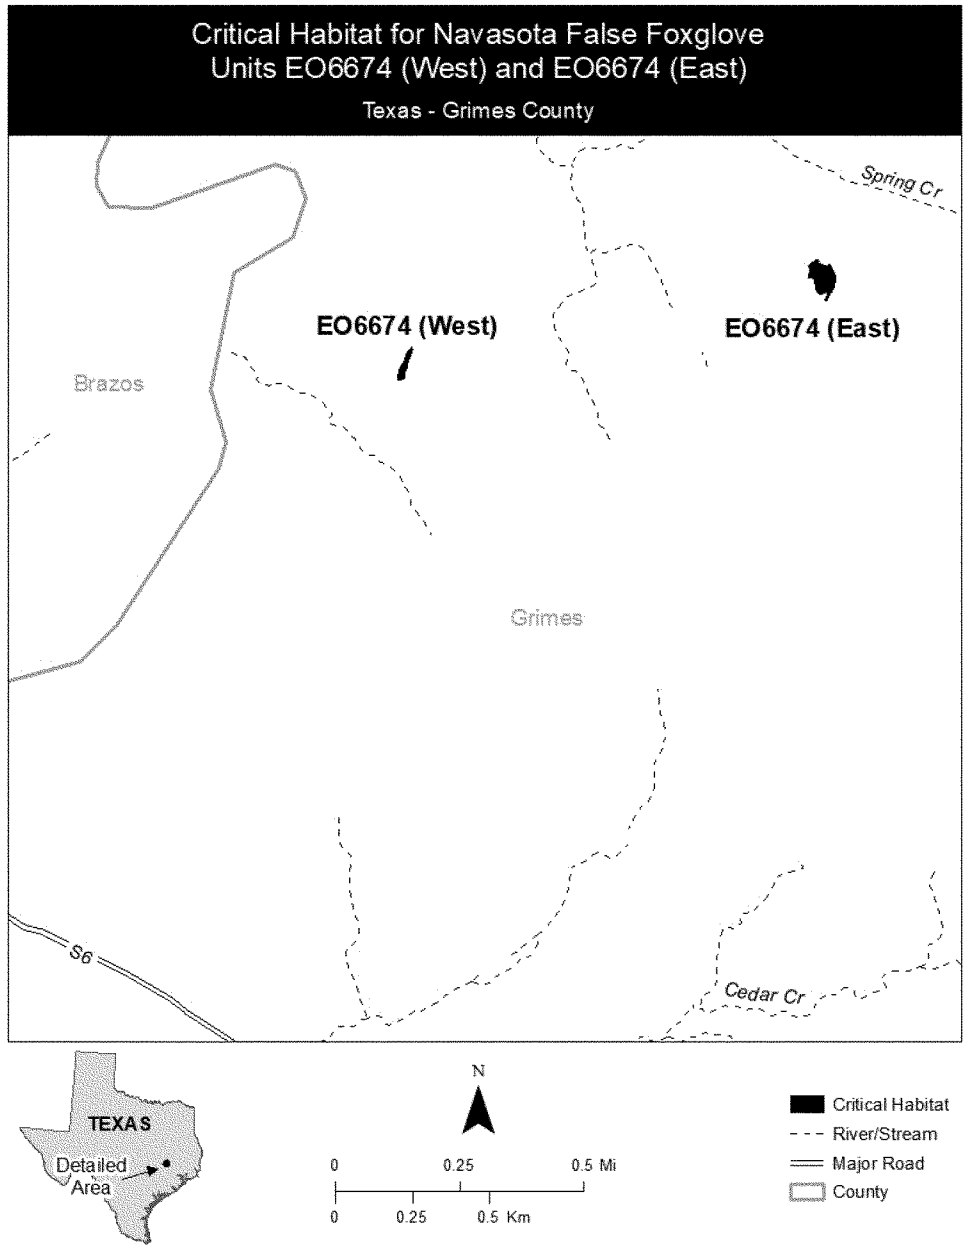 Critical Habitat for Navasota False Foxglove
Units EO6674 (West) and EO6674 (East)
Texas - Grimes County
Spring Cr
EO6674 (West)
EO6674 (East)
Brazos
Grimes
S6
Cedar Cr
TEXAS
Detailed
Area
N
0 0.25 0.5 Mi
0 0.25 0.5 Km
Critical Habitat
River/Stream
Major Road
County